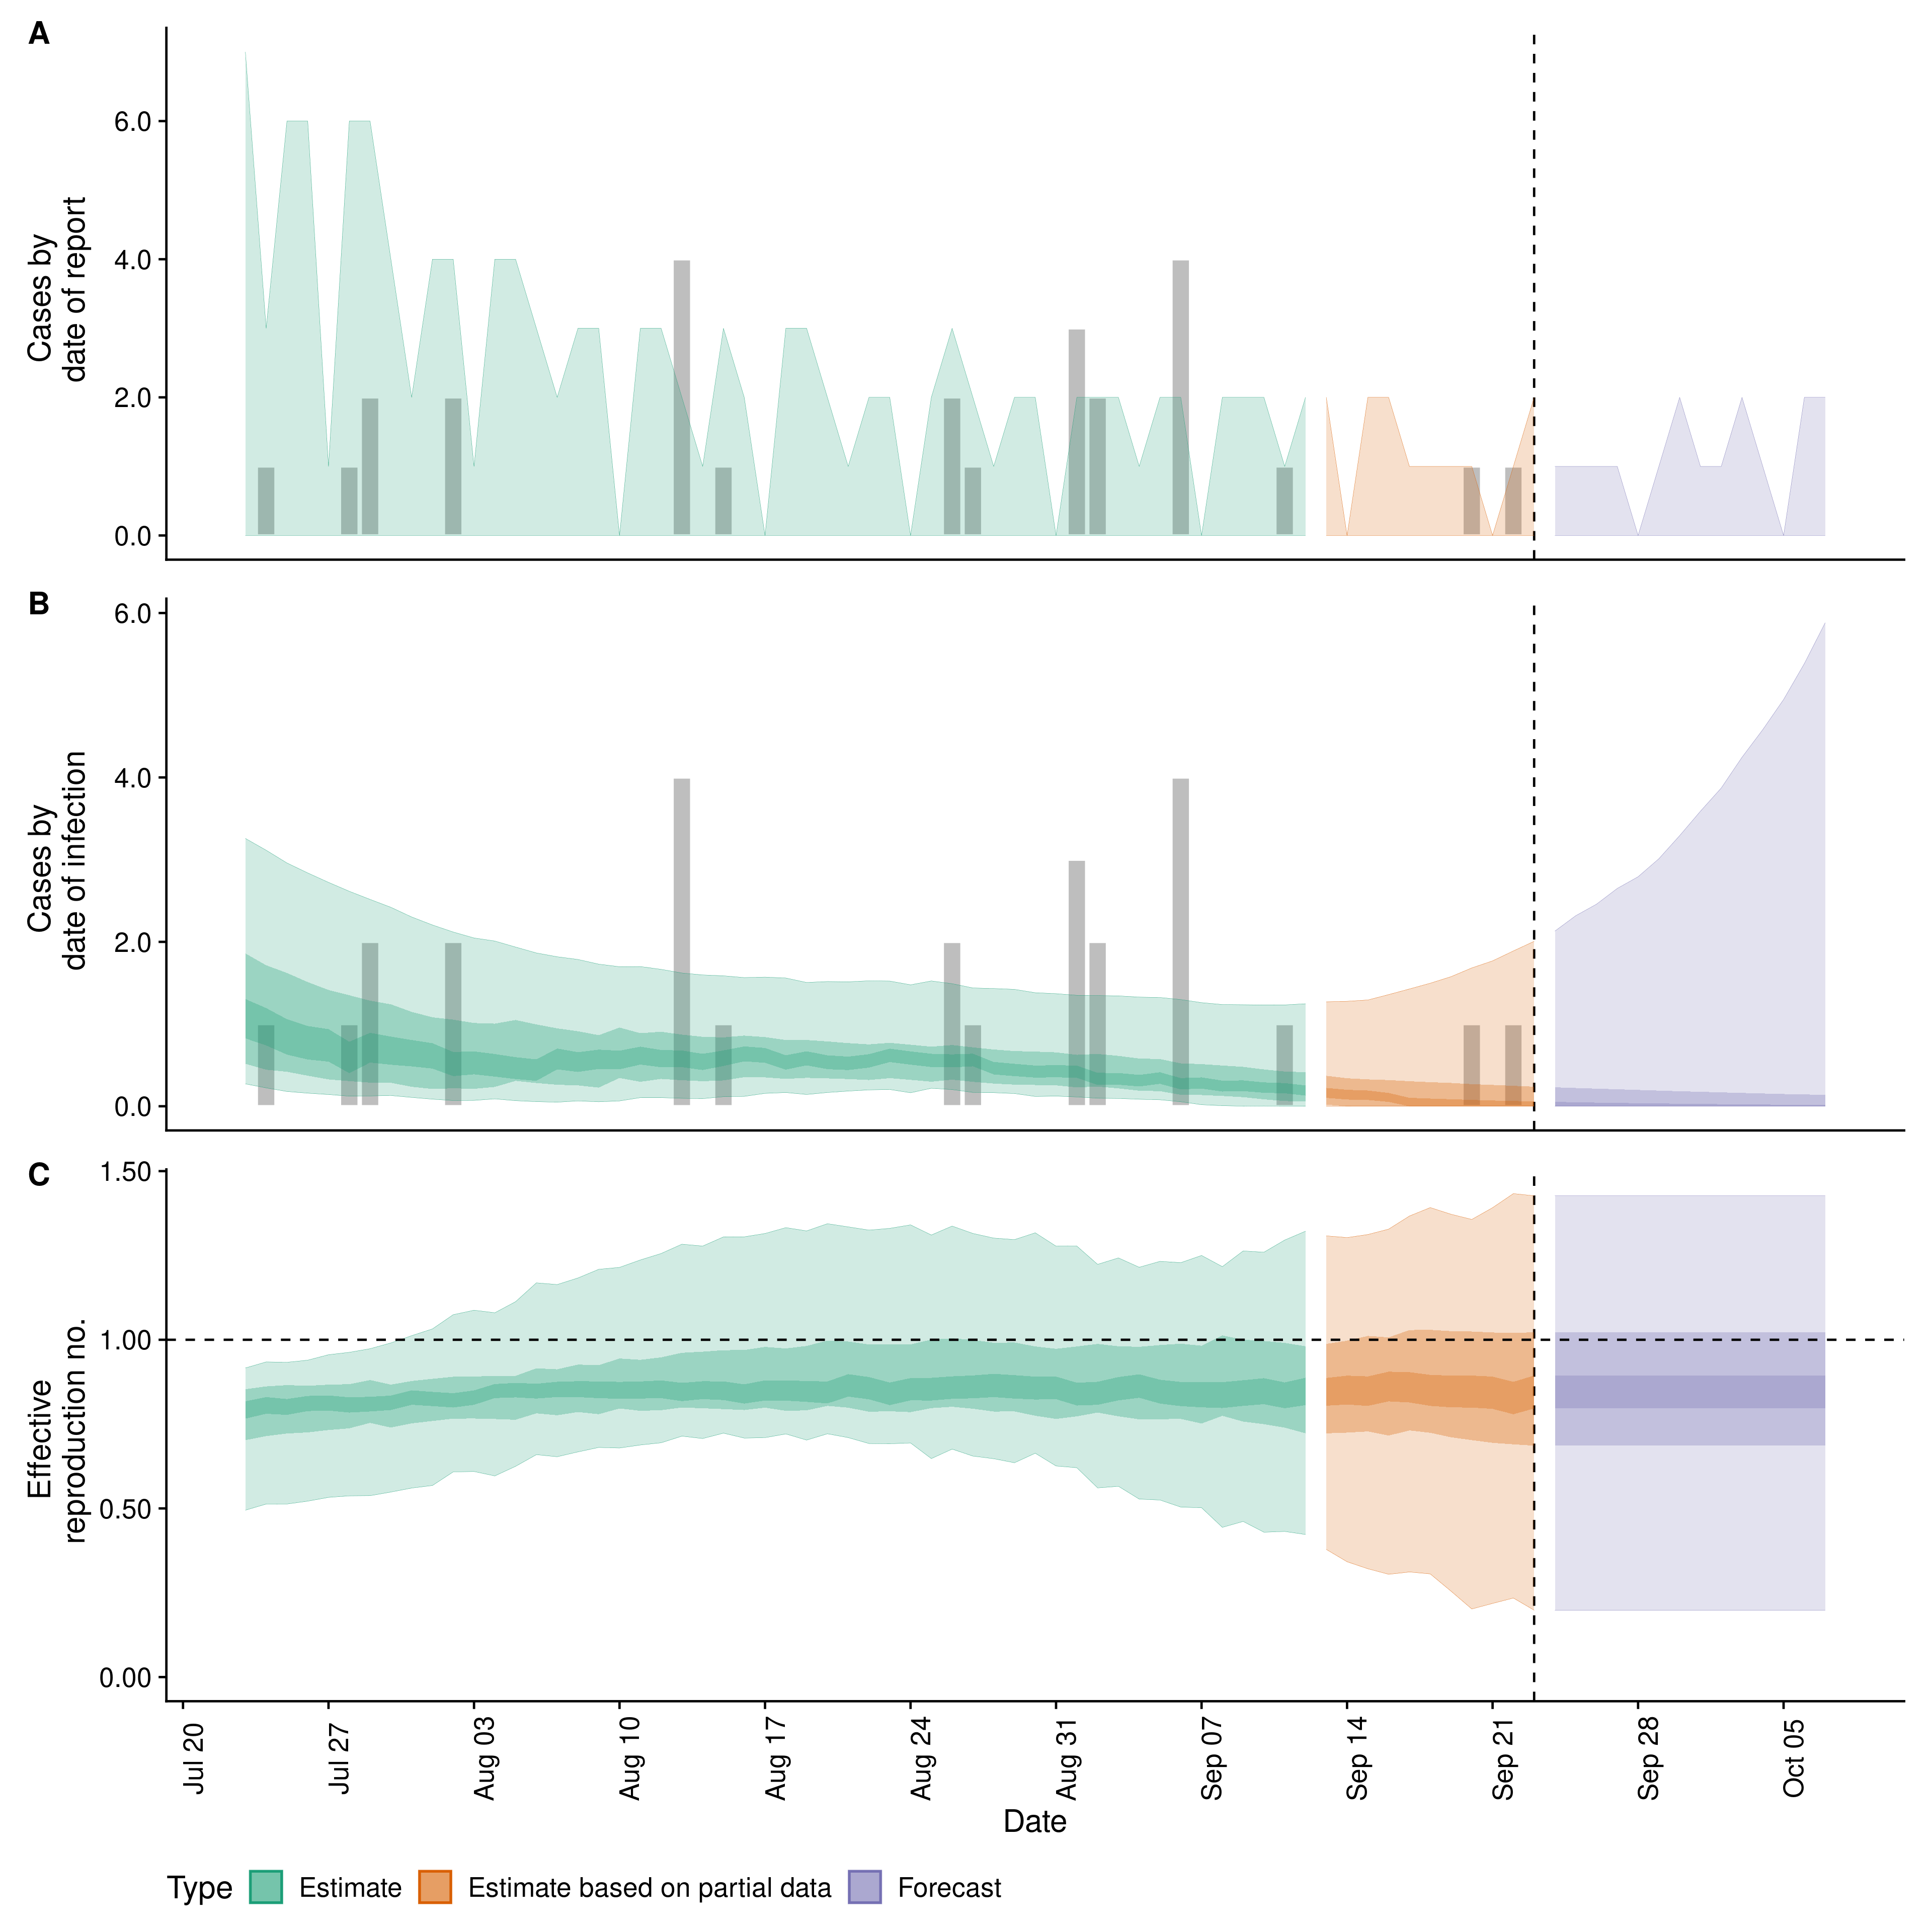 A
Cases by
date of report
6.0
4.0
2.0
0.0
B
Cases by
date of infection
6.0
4.0
2.0
0.0
C
Effective
reproduction no.
1.50
1.00
0.50
0.00
Jul 20
Jul 27
Aug 03
Aug 10
Aug 17
Aug 24
Aug 31
Sep 07
Sep 14
Sep 21
Sep 28
Oct 05
Date
Type
Estimate
Estimate based on partial data
Forecast